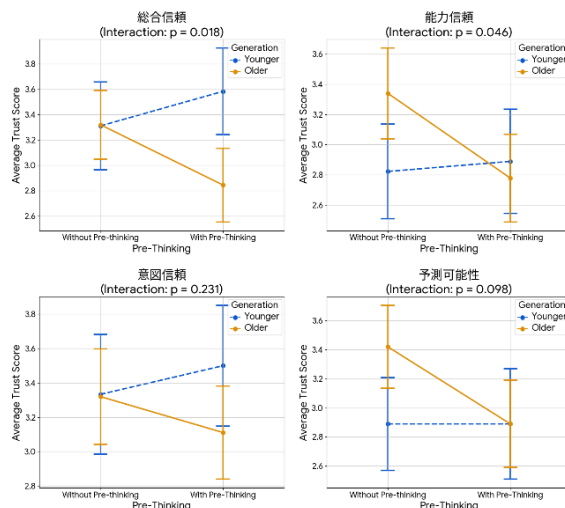 総合信頼
(Interaction: p = 0.018)
Generation
Younger
Older
3.8
3.6
3.4
3.2
3.0
2.8
2.6
Average Trust Score
Without Pre-thinking
With Pre-Thinking
Pre-Thinking
能力信頼
(Interaction: p = 0.046)
Generation
Younger
Older
3.6
3.4
3.2
3.0
2.8
2.6
Average Trust Score
Without Pre-thinking
With Pre-Thinking
Pre-Thinking
意図信頼
(Interaction: p = 0.231)
Generation
Younger
Older
3.8
3.6
3.4
3.2
3.0
2.8
Average Trust Score
Without Pre-thinking
With Pre-Thinking
Pre-Thinking
予測可能性
(Interaction: p = 0.098)
Generation
Younger
Older
3.6
3.4
3.2
3.0
2.8
2.6
Average Trust Score
Without Pre-thinking
With Pre-Thinking
Pre-Thinking